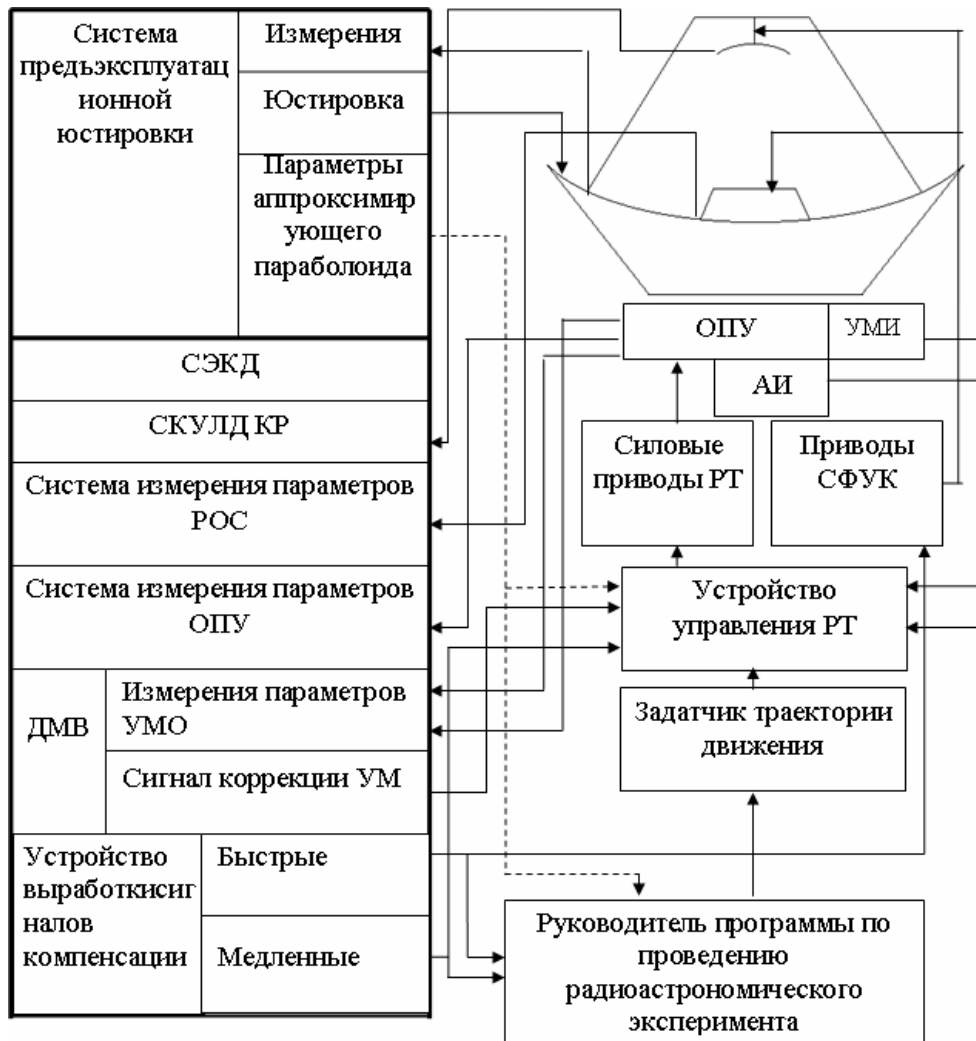 Система
предъэксплуатац
ионной
юстировки
Измерения
Юстировка
Параметры
аппроксимир
ующего
параболоида
СЭКД
СКУЛД КР
Система измерения параметров
РОС
Система измерения параметров
ОПУ
ДМВ
Измерения параметров
УМО
Сигнал коррекции УМ
Устройство
выработкисиг
налов
компенсации
Быстрые
Медленные
ОПУ
УМИ
АИ
Силовые
приводы РТ
Приводы
СФУК
Устройство
управления РТ
Задатчик траектории
движения
Руководитель программы по
проведению
радиоастрономического
эксперимента